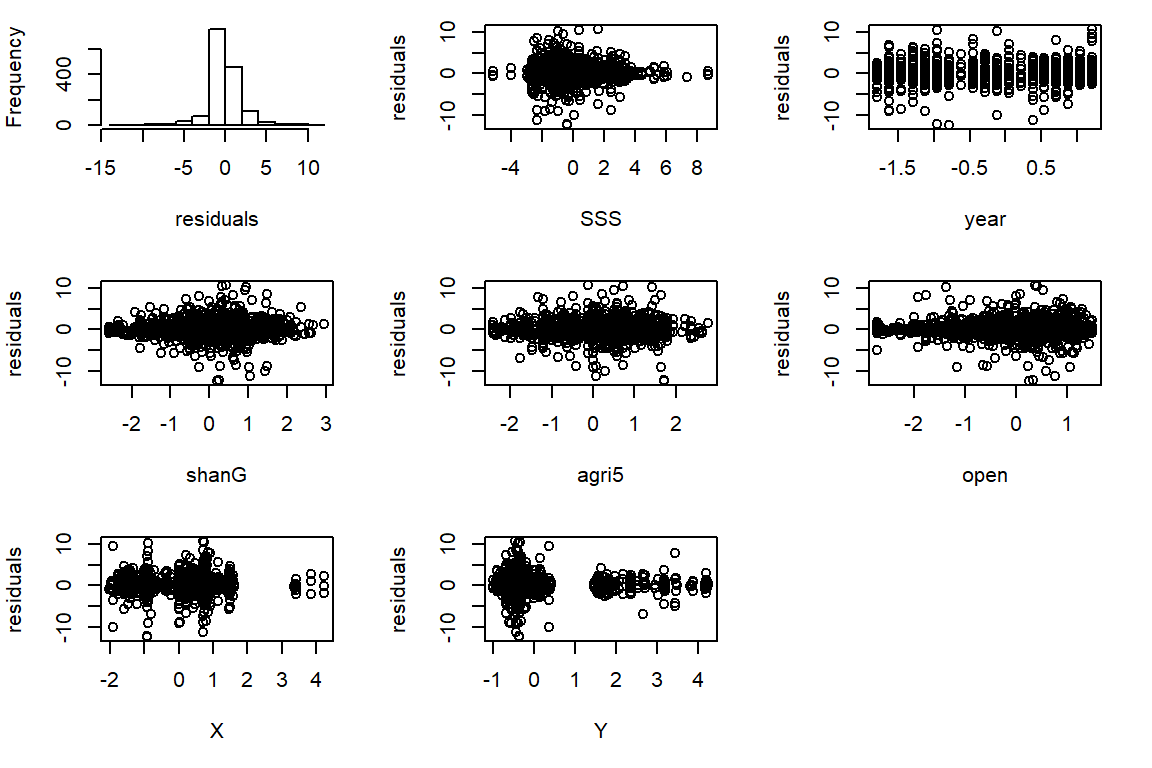 Frequency
400
0
-15 -5 0 5 10
residuals
residuals
10
0
-10
-4 0 2 4 6 8
SSS
residuals
10
0
-10
-1.5 -0.5 0.5
year
residuals
10
0
-10
-2 -1 0 1 2 3
shanG
residuals
10
0
-10
-2 -1 0 1 2
agri5
residuals
10
0
-10
-2 -1 0 1
open
residuals
10
0
-10
-2 0 1 2 3 4
X
residuals
10
0
-10
-1 0 1 2 3 4
Y